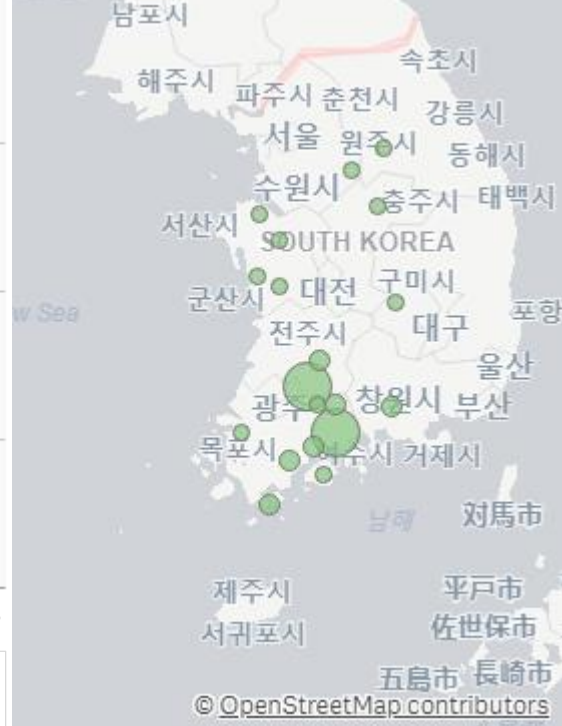 남포시
속초시
해주시
파주시 춘천시
강릉시
서울 원주시
동해시
수원시
충주시 태백시
서산시
SOUTH KOREA
구미시
군산시 대전
w Sea
포항
대구
전주시
울산
광주 창원시 부산
목포시 여수시 거제시
남해
対馬市
제주시
平戸市
서귀포시
佐世保市
五島市 長崎市
© OpenStreetMap contributors